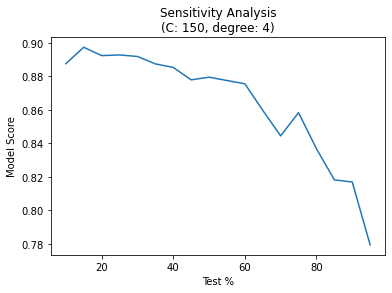 Sensitivity Analysis
(C: 150, degree: 4)
0.90
0.88
0.86
0.84
0.82
0.80
0.78
Model Score
20
40
60
80
Test %